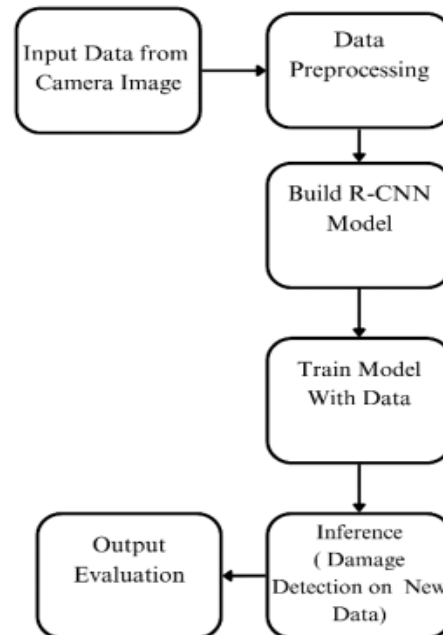 Input Data from
Camera Image
Data
Preprocessing
Build R-CNN
Model
Train Model
With Data
Inference
( Damage
Detection on New
Data)
Output
Evaluation